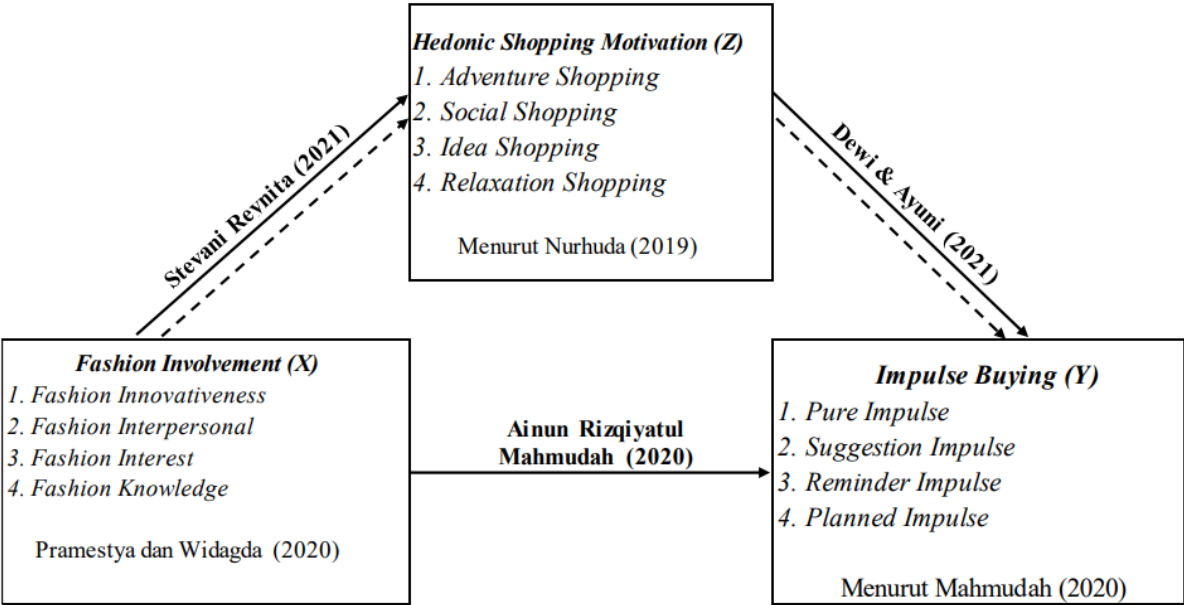 Hedonic Shopping Motivation (Z)
1. Adventure Shopping
2. Social Shopping
3. Idea Shopping
4. Relaxation Shopping
Menurut Nurhuda (2019)
Stevani Reynita (2021)
Dewi & Ayuni (2021)
Fashion Involvement (X)
1. Fashion Innovativeness
2. Fashion Interpersonal
3. Fashion Interest
4. Fashion Knowledge
Pramestya dan Widagda (2020)
Ainun Rizqiyatul
Mahmudah (2020)
Impulse Buying (Y)
1. Pure Impulse
2. Suggestion Impulse
3. Reminder Impulse
4. Planned Impulse
Menurut Mahmudah (2020)